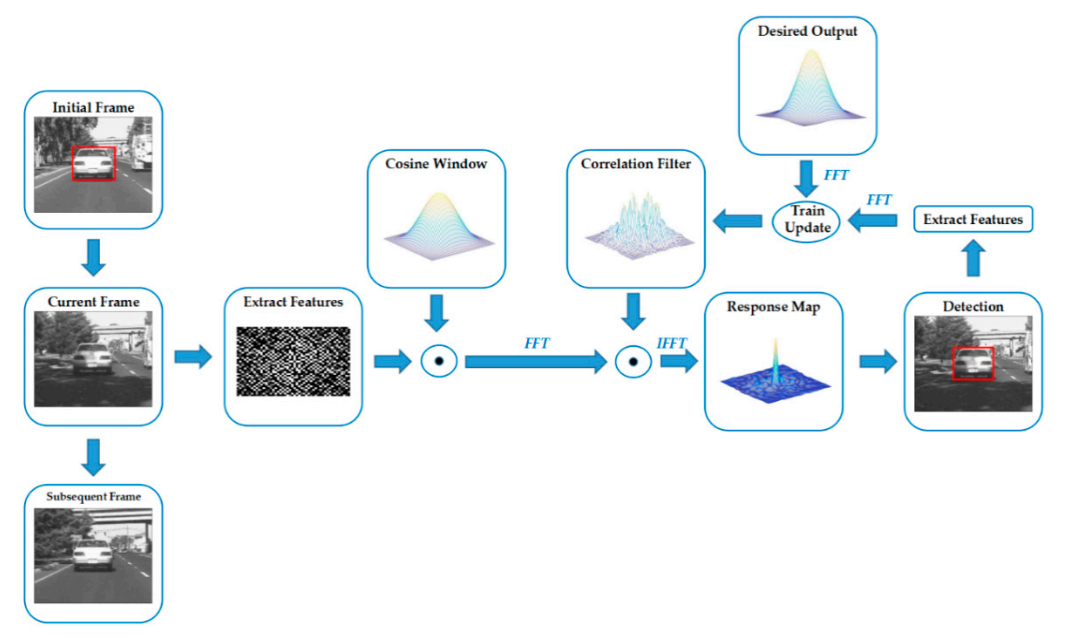 Desired Output
Initial Frame
Cosine Window
Correlation Filter
FFT
FFT
Train
Update
Extract Features
Current Frame
Extract Features
Response Map
Detection
FFT
IFFT
Subsequent Frame